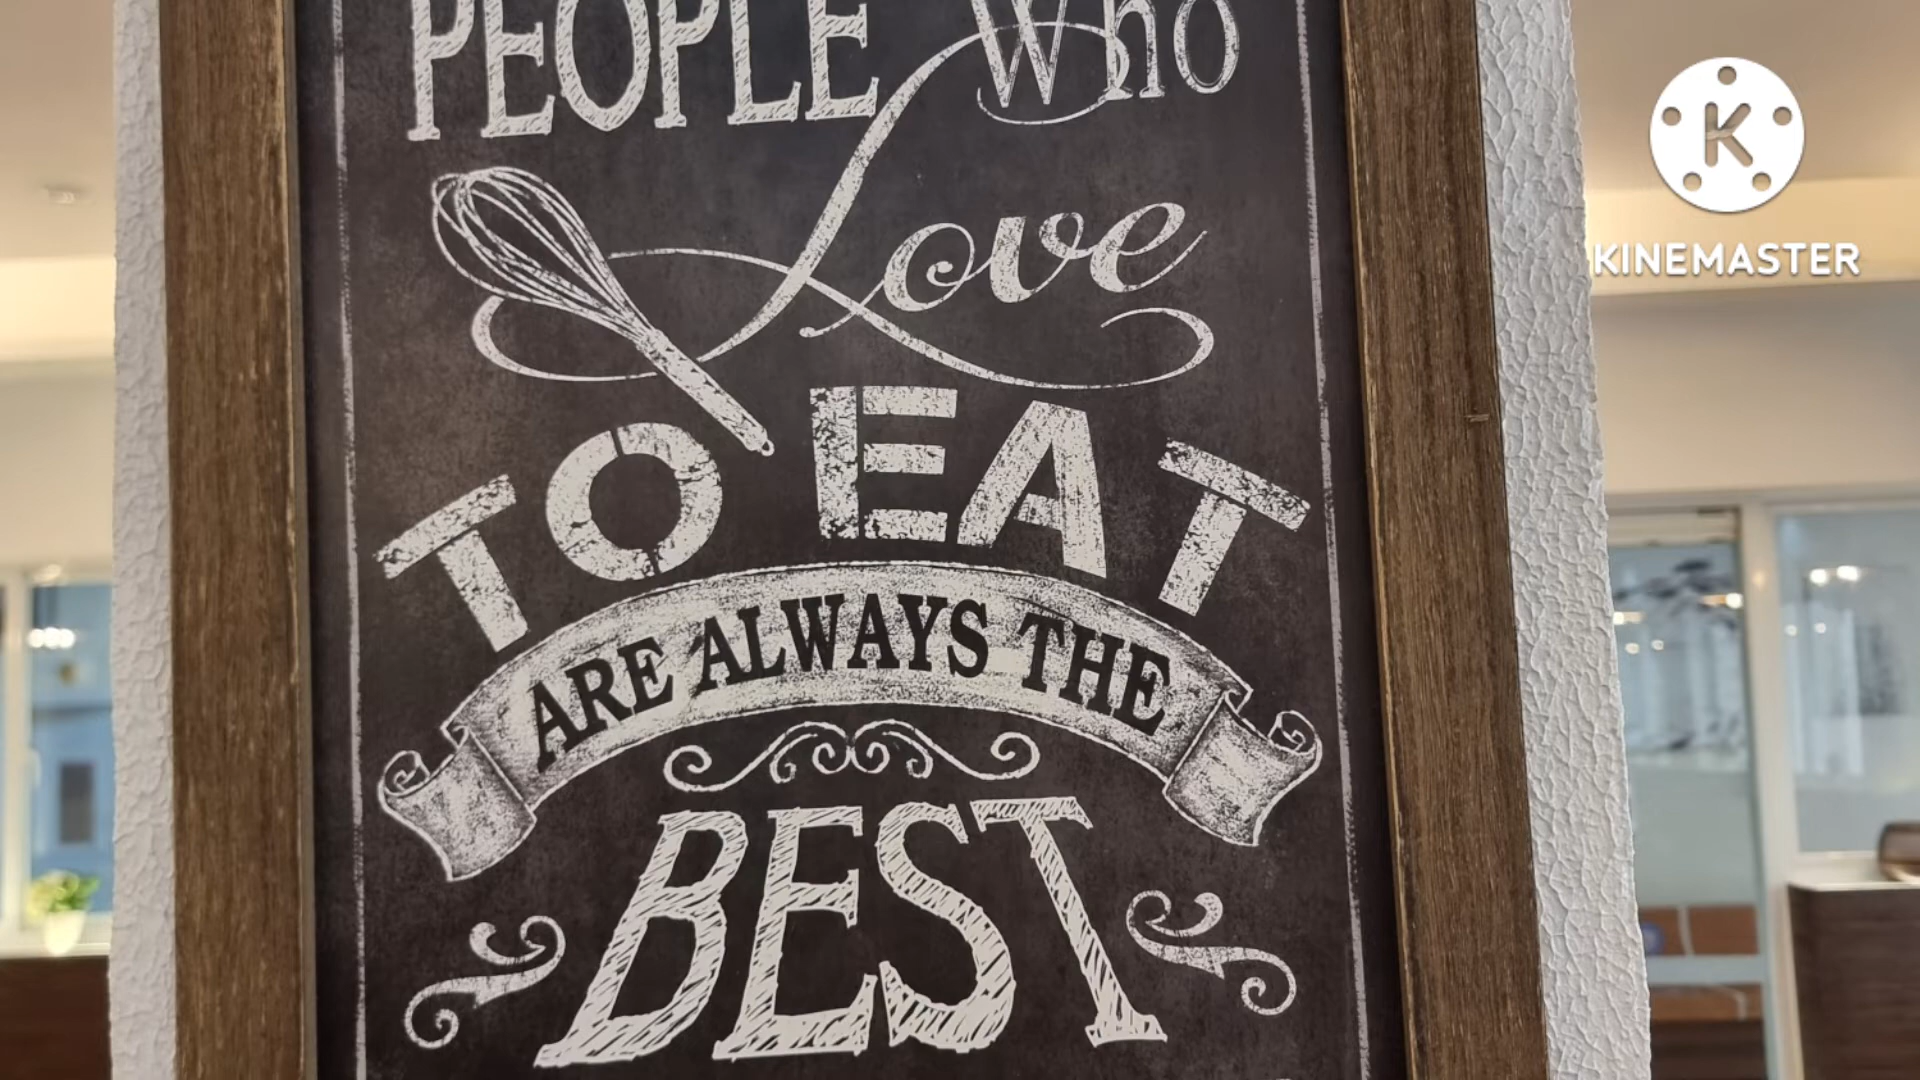 PEOPLE Who
Love
TO EAT
ARE ALWAYS THE
BEST
K
KINEMASTER